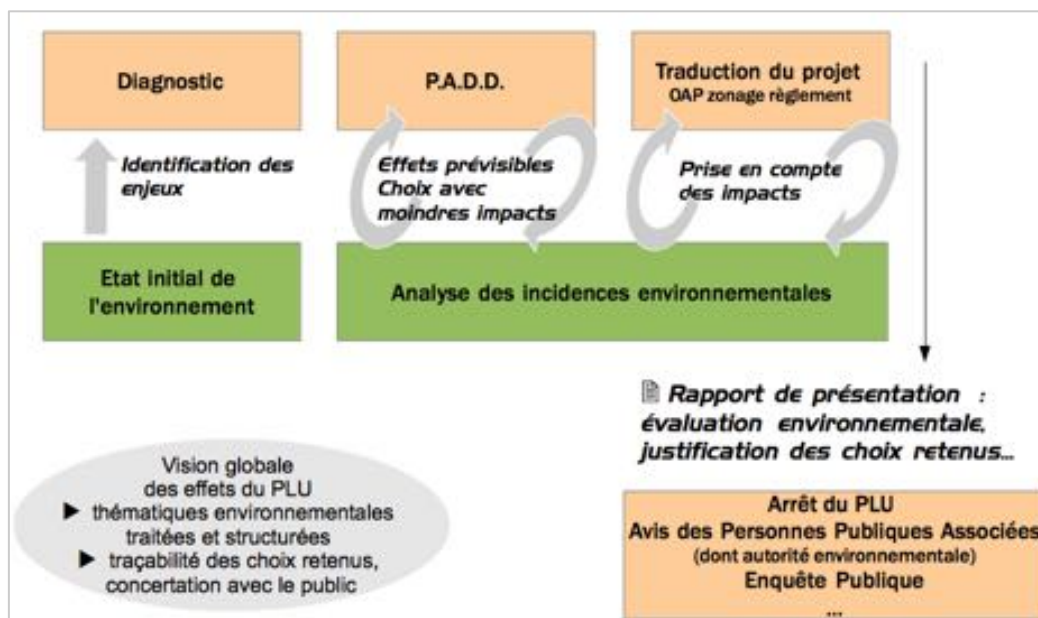 Diagnostic
P.A.D.D.
Traduction du projet
OAP zonage règlement
Identification des
enjeux
Effets prévisibles
Choix avec
moindres impacts
Prise en compte
des impacts
Etat initial de
l'environnement
Analyse des incidences environnementales
Rapport de présentation :
évaluation environnementale,
justification des choix retenus...
Vision globale
des effets du PLU
► thématiques environnementales
traitées et structurées
► traçabilité des choix retenus,
concertation avec le public
Arrêt du PLU
Avis des Personnes Publiques Associées
(dont autorité environnementale)
Enquête Publique
...